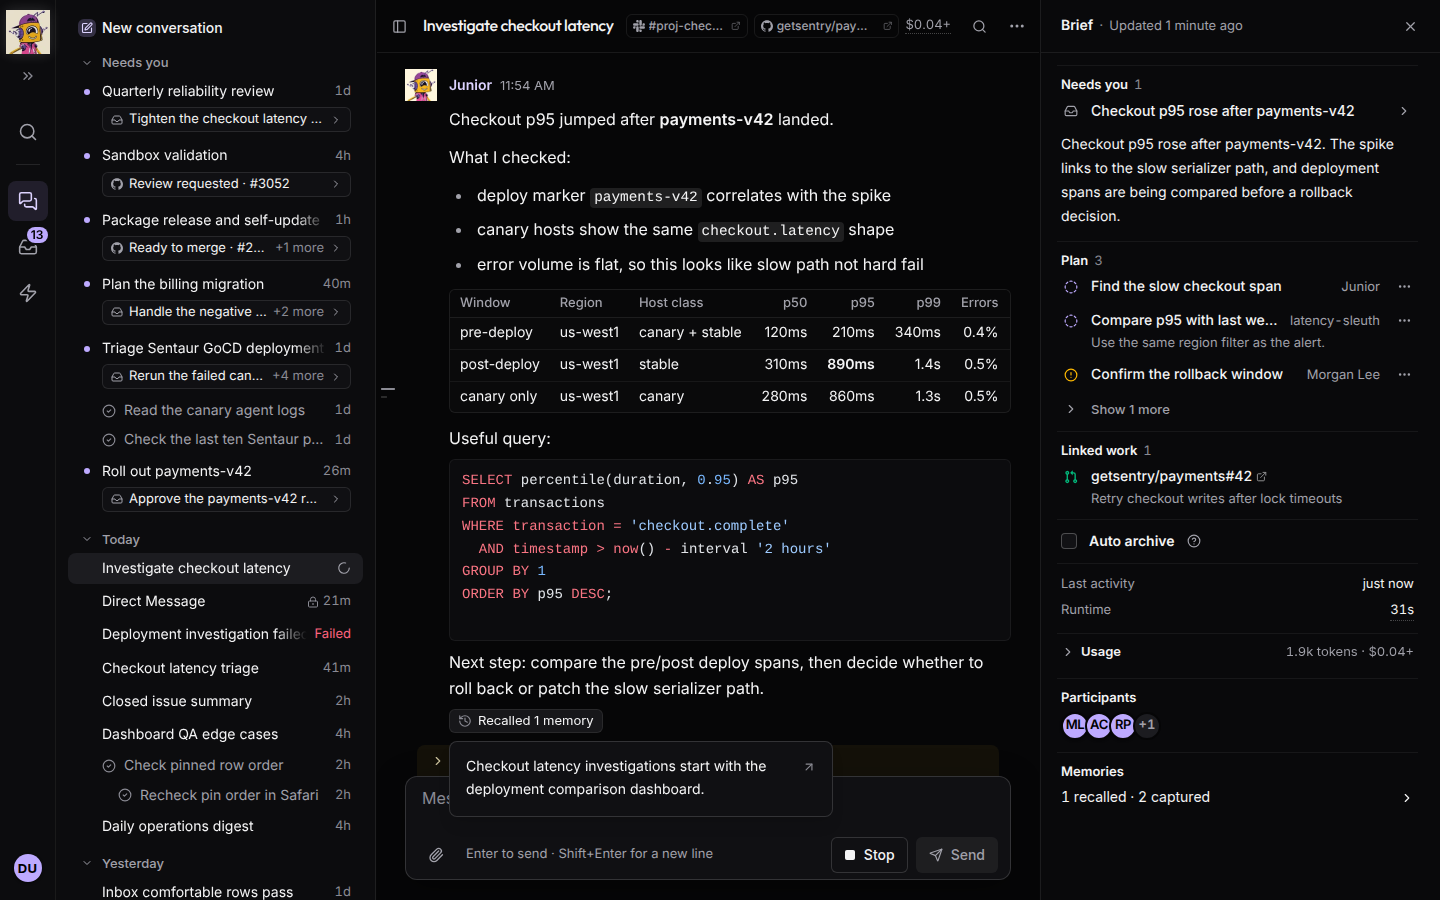 New conversation
Needs you
Quarterly reliability review 1d
Tighten the checkout latency ...
Sandbox validation 4h
Review requested · #3052
Package release and self-update 1h
Ready to merge · #2... +1 more
Plan the billing migration 40m
Handle the negative ... +2 more
Triage Sentaur GoCD deployment 1d
Rerun the failed can... +4 more
Read the canary agent logs 1d
Check the last ten Sentaur p... 1d
Roll out payments-v42 26m
Approve the payments-v42 r...
Today
Investigate checkout latency
Direct Message 21m
Deployment investigation failed Failed
Checkout latency triage 41m
Closed issue summary 2h
Dashboard QA edge cases 4h
Check pinned row order 2h
Recheck pin order in Safari 2h
Daily operations digest 4h
Yesterday
Inbox comfortable rows pass 1d
13
DU
Investigate checkout latency #proj-chec... getsentry/pay... $0.04+
Junior 11:54 AM
Checkout p95 jumped after payments-v42 landed.
What I checked:
• deploy marker payments-v42 correlates with the spike
• canary hosts show the same checkout.latency shape
• error volume is flat, so this looks like slow path not hard fail
Window Region Host class p50 p95 p99 Errors
pre-deploy us-west1 canary + stable 120ms 210ms 340ms 0.4%
post-deploy us-west1 stable 310ms 890ms 1.4s 0.5%
canary only us-west1 canary 280ms 860ms 1.3s 0.5%
Useful query:
SELECT percentile(duration, 0.95) AS p95
FROM transactions
WHERE transaction = 'checkout.complete'
AND timestamp > now() - interval '2 hours'
GROUP BY 1
ORDER BY p95 DESC;
Next step: compare the pre/post deploy spans, then decide whether to
roll back or patch the slow serializer path.
Recalled 1 memory
Checkout latency investigations start with the
deployment comparison dashboard.
Enter to send · Shift+Enter for a new line
Stop
Send
Brief · Updated 1 minute ago
Needs you 1
Checkout p95 rose after payments-v42
Checkout p95 rose after payments-v42. The spike
links to the slow serializer path, and deployment
spans are being compared before a rollback
decision.
Plan 3
Find the slow checkout span Junior
Compare p95 with last we... latency-sleuth
Use the same region filter as the alert.
Confirm the rollback window Morgan Lee
Show 1 more
Linked work 1
getsentry/payments#42
Retry checkout writes after lock timeouts
Auto archive
Last activity just now
Runtime 31s
Usage 1.9k tokens · $0.04+
Participants
ML AC RP +1
Memories
1 recalled · 2 captured